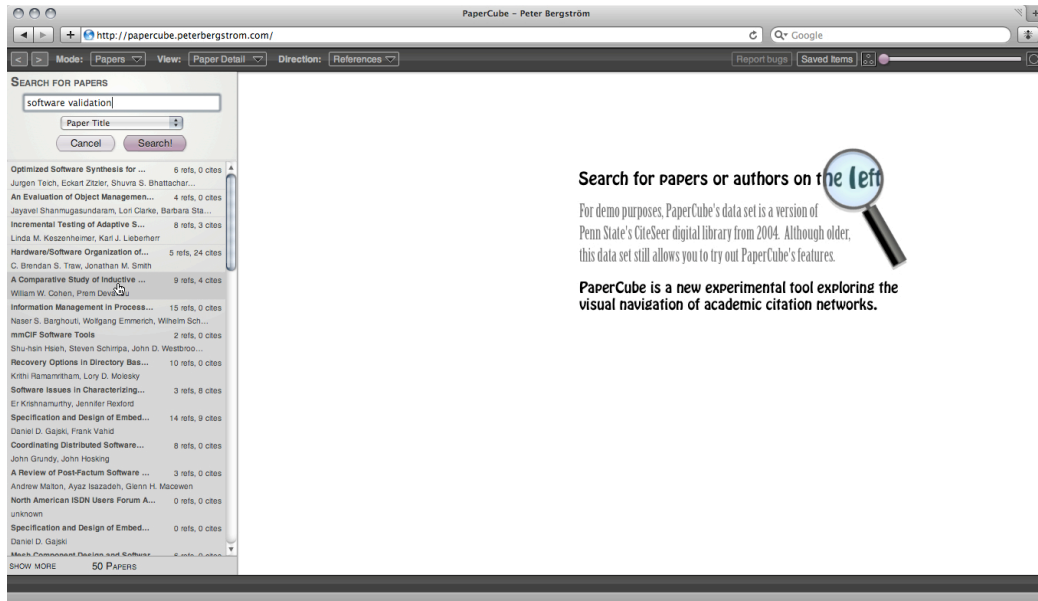 PaperCube – Peter Bergström
http://papercube.peterbergstrom.com/
Google
< > Mode: Papers View: Paper Detail Direction: References Report bugs Saved Items
SEARCH FOR PAPERS
software validation
Paper Title
Cancel Search!
Optimized Software Synthesis for ... 6 refs, 0 cites
Jurgen Teich, Eckart Zitzler, Shuvra S. Bhattachar...
An Evaluation of Object Managemen... 4 refs, 0 cites
Jayavel Shanmugasundaram, Lori Clarke, Barbara Sta...
Incremental Testing of Adaptive S... 8 refs, 3 cites
Linda M. Keszenheimer, Karl J. Lieberherr
Hardware/Software Organization of... 5 refs, 24 cites
C. Brendan S. Traw, Jonathan M. Smith
A Comparative Study of Inductive ... 9 refs, 4 cites
William W. Cohen, Prem
Information Management in Process... 15 refs, 0 cites
Naser S. Barghouti, Wolfgang Emmerich, Wilhelm Sch...
mmCIF Software Tools 2 refs, 0 cites
Shu-hsin Hsieh, Steven Schirripa, John D. Westbroo...
Recovery Options in Directory Bas... 10 refs, 0 cites
Krithi Ramamritham, Lory D. Molesky
Software Issues in Characterizing... 3 refs, 8 cites
Er Krishnamurthy, Jennifer Rexford
Specification and Design of Embed... 14 refs, 9 cites
Daniel D. Gajski, Frank Vahid
Coordinating Distributed Software... 8 refs, 0 cites
John Grundy, John Hosking
A Review of Post-Factum Software ... 3 refs, 0 cites
Andrew Malton, Ayaz Isazadeh, Glenn H. Macewen
North American ISDN Users Forum A... 0 refs, 0 cites
unknown
Specification and Design of Embed... 0 refs, 0 cites
Daniel D. Gajski
Mesh Component Design and Softwar
SHOW MORE 50 PAPERS
Search for papers or authors on the left
For demo purposes, PaperCube's data set is a version of
Penn State's CiteSeer digital library from 2004. Although older,
this data set still allows you to try out PaperCube's features.
PaperCube is a new experimental tool exploring the
visual navigation of academic citation networks.